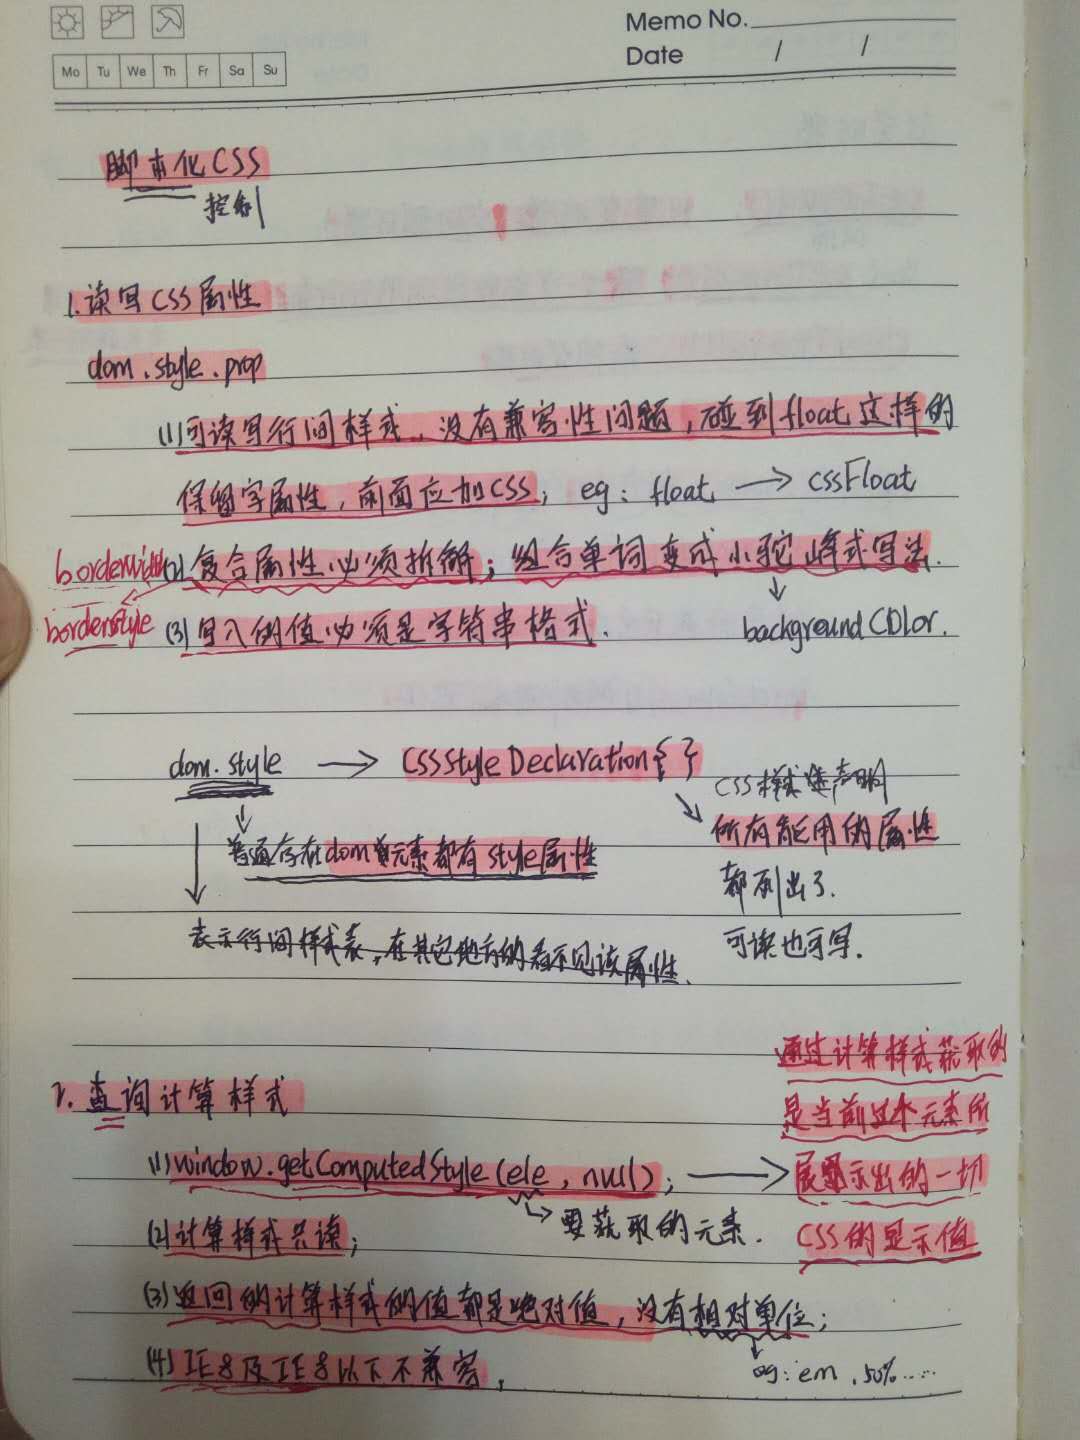 Memo No.
Date / /
Mo Tu We Th Fr Sa Su
脚本化CSS
控制
1.读写CSS属性
dom.style.prop
(1)可读写行间样式,没有兼容性问题,碰到float这样的
保留字属性,前面应加CSS; eg: float → cssFloat
borderwidth
(2)复合属性必须拆解;组合单词变成小驼峰式写法.
borderstyle
(3)写入的值必须是字符串格式.
backgroundColor.
dom.style → CSSStyleDeclaration{}
CSS样式声明
所有能用的属性
都列出了.
可读也可写.
普通存在dom元素都有style属性
表示行间样式表,在其它地方的看不见该属性.
2.查询计算样式
(1)window.getComputedStyle(ele, null); →
要获取的元素.
通过计算样式获取的
是当前这个元素所
展示出的一切
CSS的显示值
(2)计算样式只读;
(3)返回的计算样式的值都是绝对值,没有相对单位;
eg: em, 50%......
(4)IE8及IE8以下不兼容.